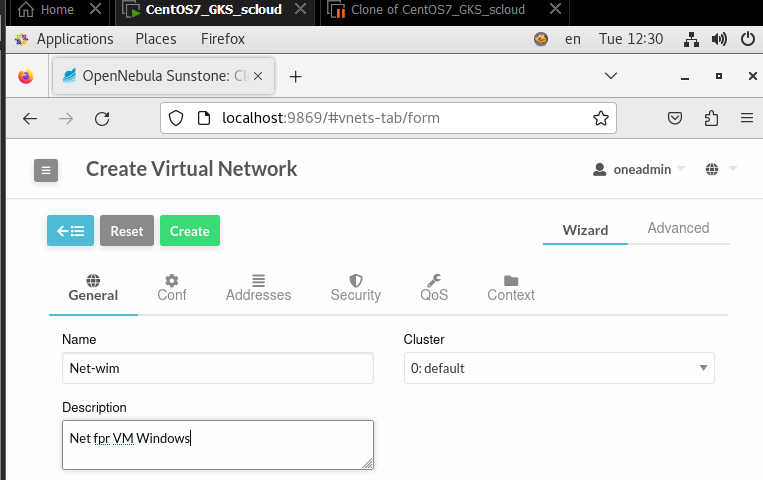 Home
CentOS7_GKS_scloud
Clone of CentOS7_GKS_scloud
Applications Places Firefox en Tue 12:30
OpenNebula Sunstone: Clo
localhost:9869/#vnets-tab/form
Create Virtual Network
oneadmin
Reset
Create
Wizard
Advanced
General
Conf
Addresses
Security
QoS
Context
Name
Cluster
Net-wim
0: default
Description
Net fpr VM Windows